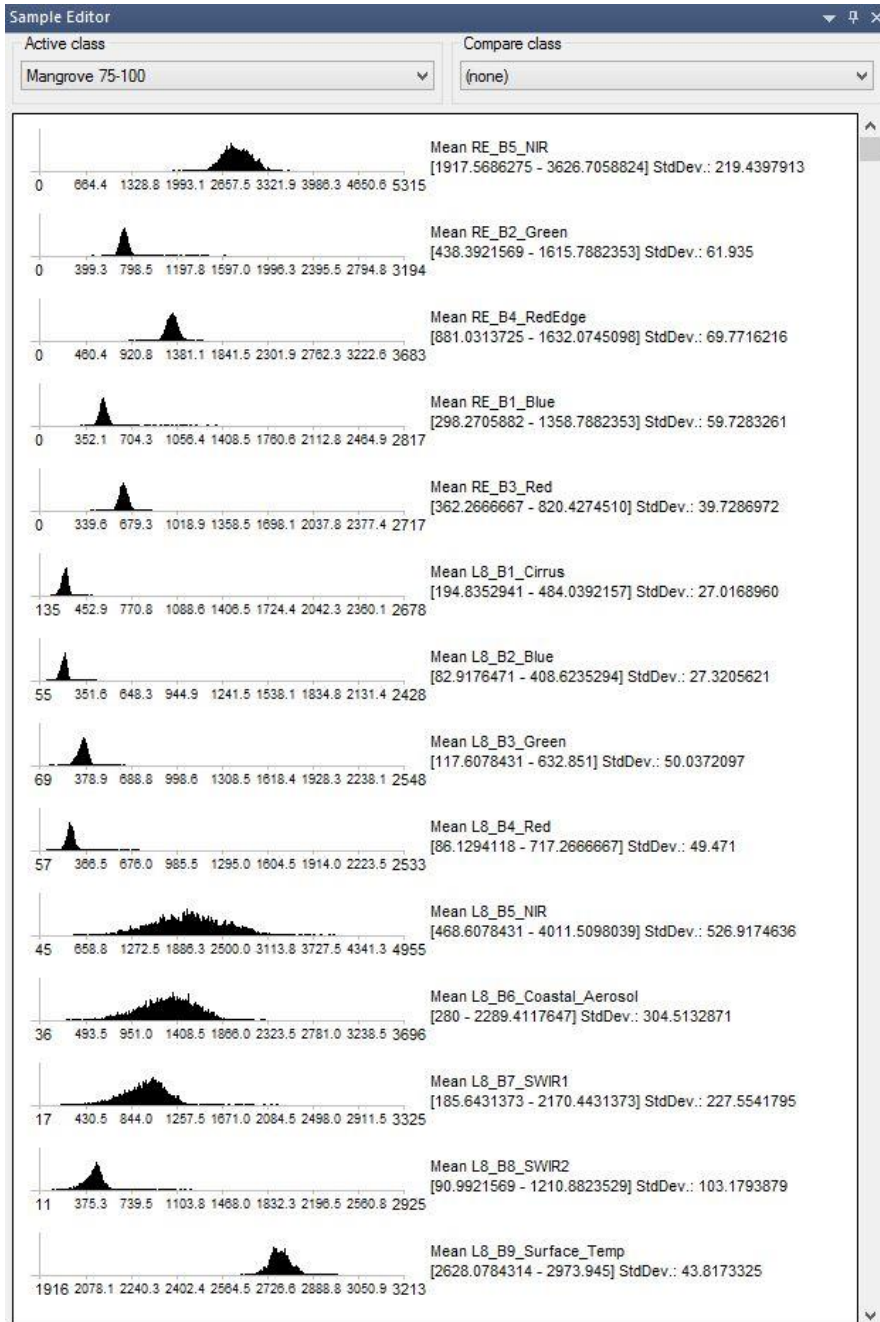 Sample Editor
Active class
Compare class
Mangrove 75-100
(none)
Mean RE_B5_NIR
[1917.5686275 - 3626.7058824] StdDev.: 219.4397913
0 664.4 1328.8 1993.1 2657.5 3321.9 3986.3 4650.6 5315
Mean RE_B2_Green
[438.3921569 - 1615.7882353] StdDev.: 61.935
0 399.3 798.5 1197.8 1597.0 1996.3 2395.5 2794.8 3194
Mean RE_B4_RedEdge
[881.0313725 - 1632.0745098] StdDev.: 69.7716216
0 460.4 920.8 1381.1 1841.5 2301.9 2762.3 3222.6 3683
Mean RE_B1_Blue
[298.2705882 - 1358.7882353] StdDev.: 59.7283261
0 352.1 704.3 1056.4 1408.5 1760.6 2112.8 2464.9 2817
Mean RE_B3_Red
[362.2666667 - 820.4274510] StdDev.: 39.7286972
0 339.6 679.3 1018.9 1358.5 1698.1 2037.8 2377.4 2717
Mean L8_B1_Cirrus
[194.8352941 - 484.0392157] StdDev.: 27.0168960
135 452.9 770.8 1088.6 1406.5 1724.4 2042.3 2360.1 2678
Mean L8_B2_Blue
[82.9176471 - 408.6235294] StdDev.: 27.3205621
55 351.6 648.3 944.9 1241.5 1538.1 1834.8 2131.4 2428
Mean L8_B3_Green
[117.6078431 - 632.851] StdDev.: 50.0372097
69 378.9 688.8 998.6 1308.5 1618.4 1928.3 2238.1 2548
Mean L8_B4_Red
[86.1294118 - 717.2666667] StdDev.: 49.471
57 366.5 676.0 985.5 1295.0 1604.5 1914.0 2223.5 2533
Mean L8_B5_NIR
[468.6078431 - 4011.5098039] StdDev.: 526.9174636
45 658.8 1272.5 1886.3 2500.0 3113.8 3727.5 4341.3 4955
Mean L8_B6_Coastal_Aerosol
[280 - 2289.4117647] StdDev.: 304.5132871
36 493.5 951.0 1408.5 1866.0 2323.5 2781.0 3238.5 3696
Mean L8_B7_SWIR1
[185.6431373 - 2170.4431373] StdDev.: 227.5541795
17 430.5 844.0 1257.5 1671.0 2084.5 2498.0 2911.5 3325
Mean L8_B8_SWIR2
[90.9921569 - 1210.8823529] StdDev.: 103.1793879
11 375.3 739.5 1103.8 1468.0 1832.3 2196.5 2560.8 2925
Mean L8_B9_Surface_Temp
[2628.0784314 - 2973.945] StdDev.: 43.8173325
1916 2078.1 2240.3 2402.4 2564.5 2726.6 2888.8 3050.9 3213